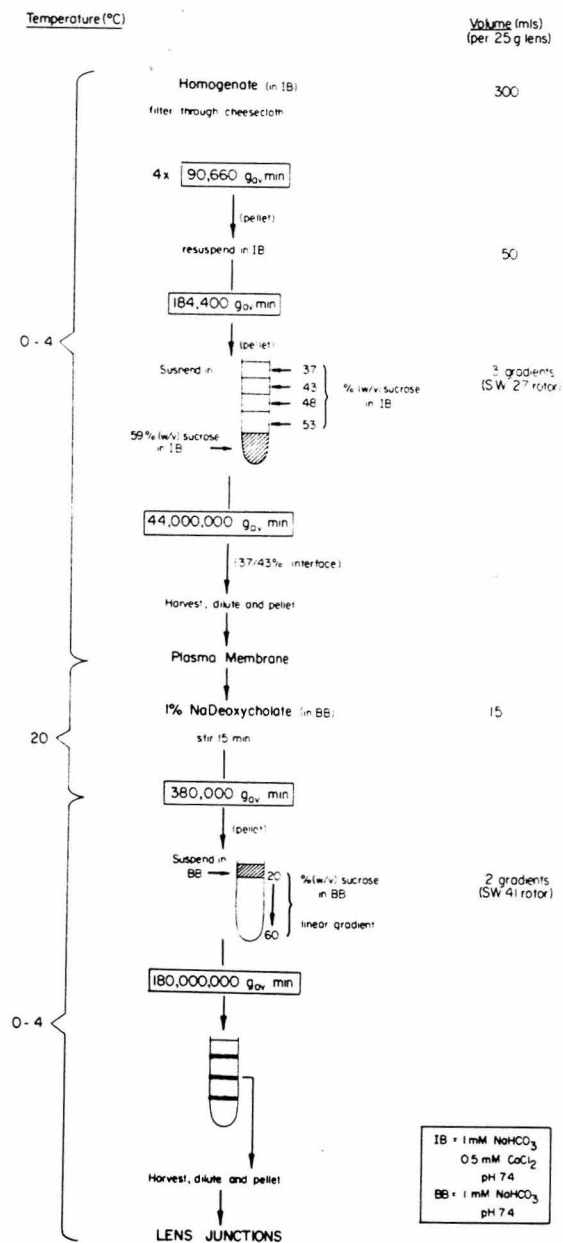 Temperature (°C)
Volume (mls)
(per 25 g lens)
Homogenate (in IB)
300
filter through cheesecloth
4x 90,660 gav min
(pellet)
resuspend in IB
50
184,400 gav min
(pellet)
0-4
Suspend in
37
43
48
53
% (w/v) sucrose
in IB
3 gradients
(SW 27 rotor)
59% (w/v) sucrose
in IB
44,000,000 gav min
(37/43% interface)
Harvest, dilute and pellet
Plasma Membrane
1% NaDeoxycholate (in BB)
15
20
stir 15 min
380,000 gav min
(pellet)
Suspend in
BB
20
60
% (w/v) sucrose
in BB
linear gradient
2 gradients
(SW 41 rotor)
180,000,000 gav min
0-4
Harvest, dilute and pellet
LENS JUNCTIONS
IB = 1 mM NaHCO3
0.5 mM CaCl2
pH 7.4
BB = 1 mM NaHCO3
pH 7.4